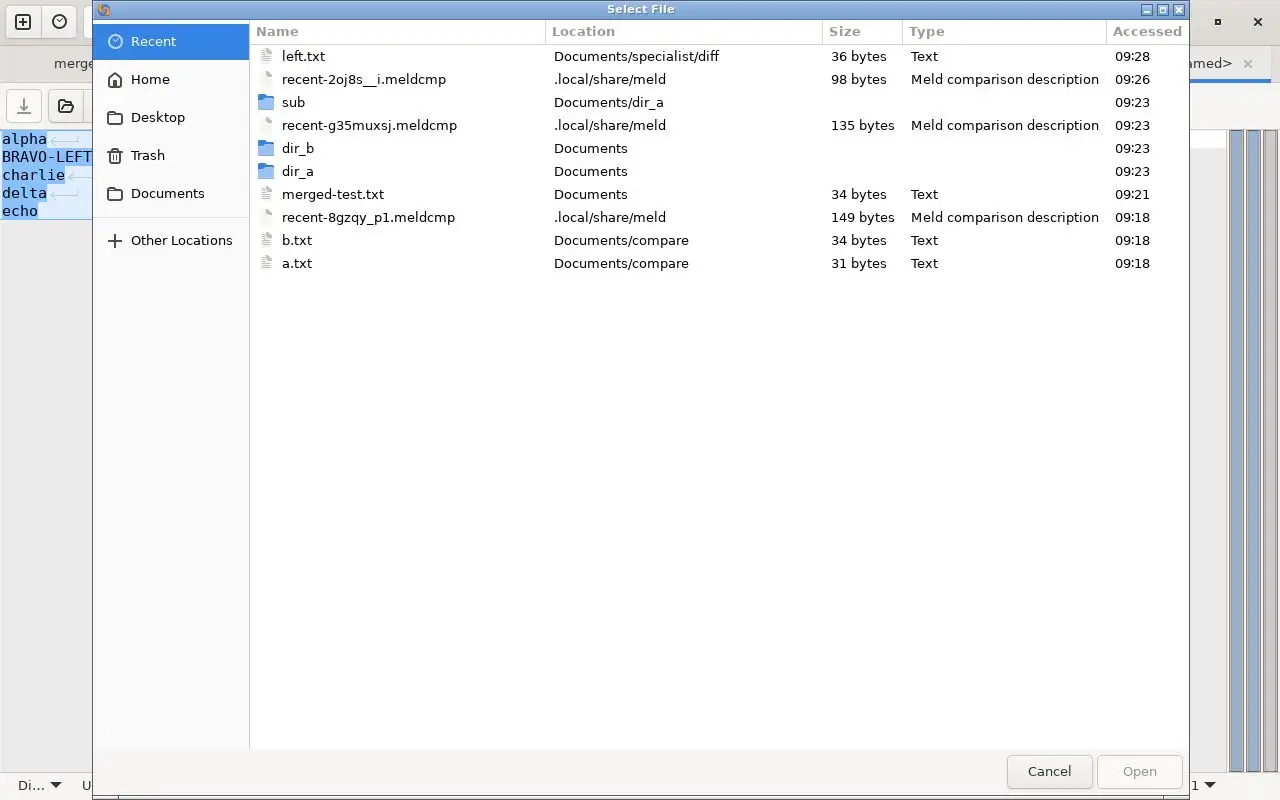 Select File
merge
amed>
Recent
Home
Desktop
Trash
Documents
Other Locations
Name Location Size Type Accessed
left.txt Documents/specialist/diff 36 bytes Text 09:28
recent-2oj8s__i.meldcmp .local/share/meld 98 bytes Meld comparison description 09:26
sub Documents/dir_a 09:23
recent-g35muxsj.meldcmp .local/share/meld 135 bytes Meld comparison description 09:23
dir_b Documents 09:23
dir_a Documents 09:23
merged-test.txt Documents 34 bytes Text 09:21
recent-8gzqy_p1.meldcmp .local/share/meld 149 bytes Meld comparison description 09:18
b.txt Documents/compare 34 bytes Text 09:18
a.txt Documents/compare 31 bytes Text 09:18
alpha
BRAVO-LEFT
charlie
delta
echo
Cancel Open
Di... U
1